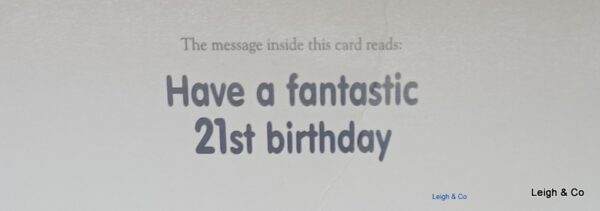 The message inside this card reads:
Have a fantastic
21st birthday
Leigh & Co
Leigh & Co